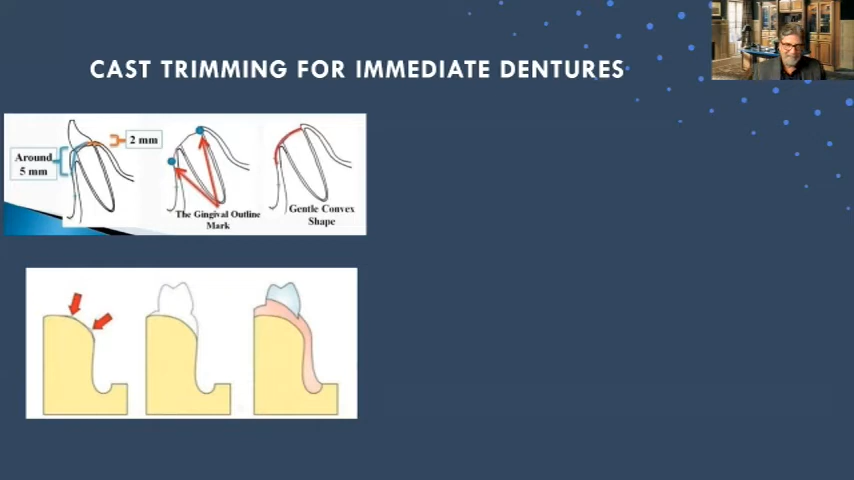 CAST TRIMMING FOR IMMEDIATE DENTURES
2 mm
Around
5 mm
The Gingival Outline
Mark
Gentle Convex
Shape